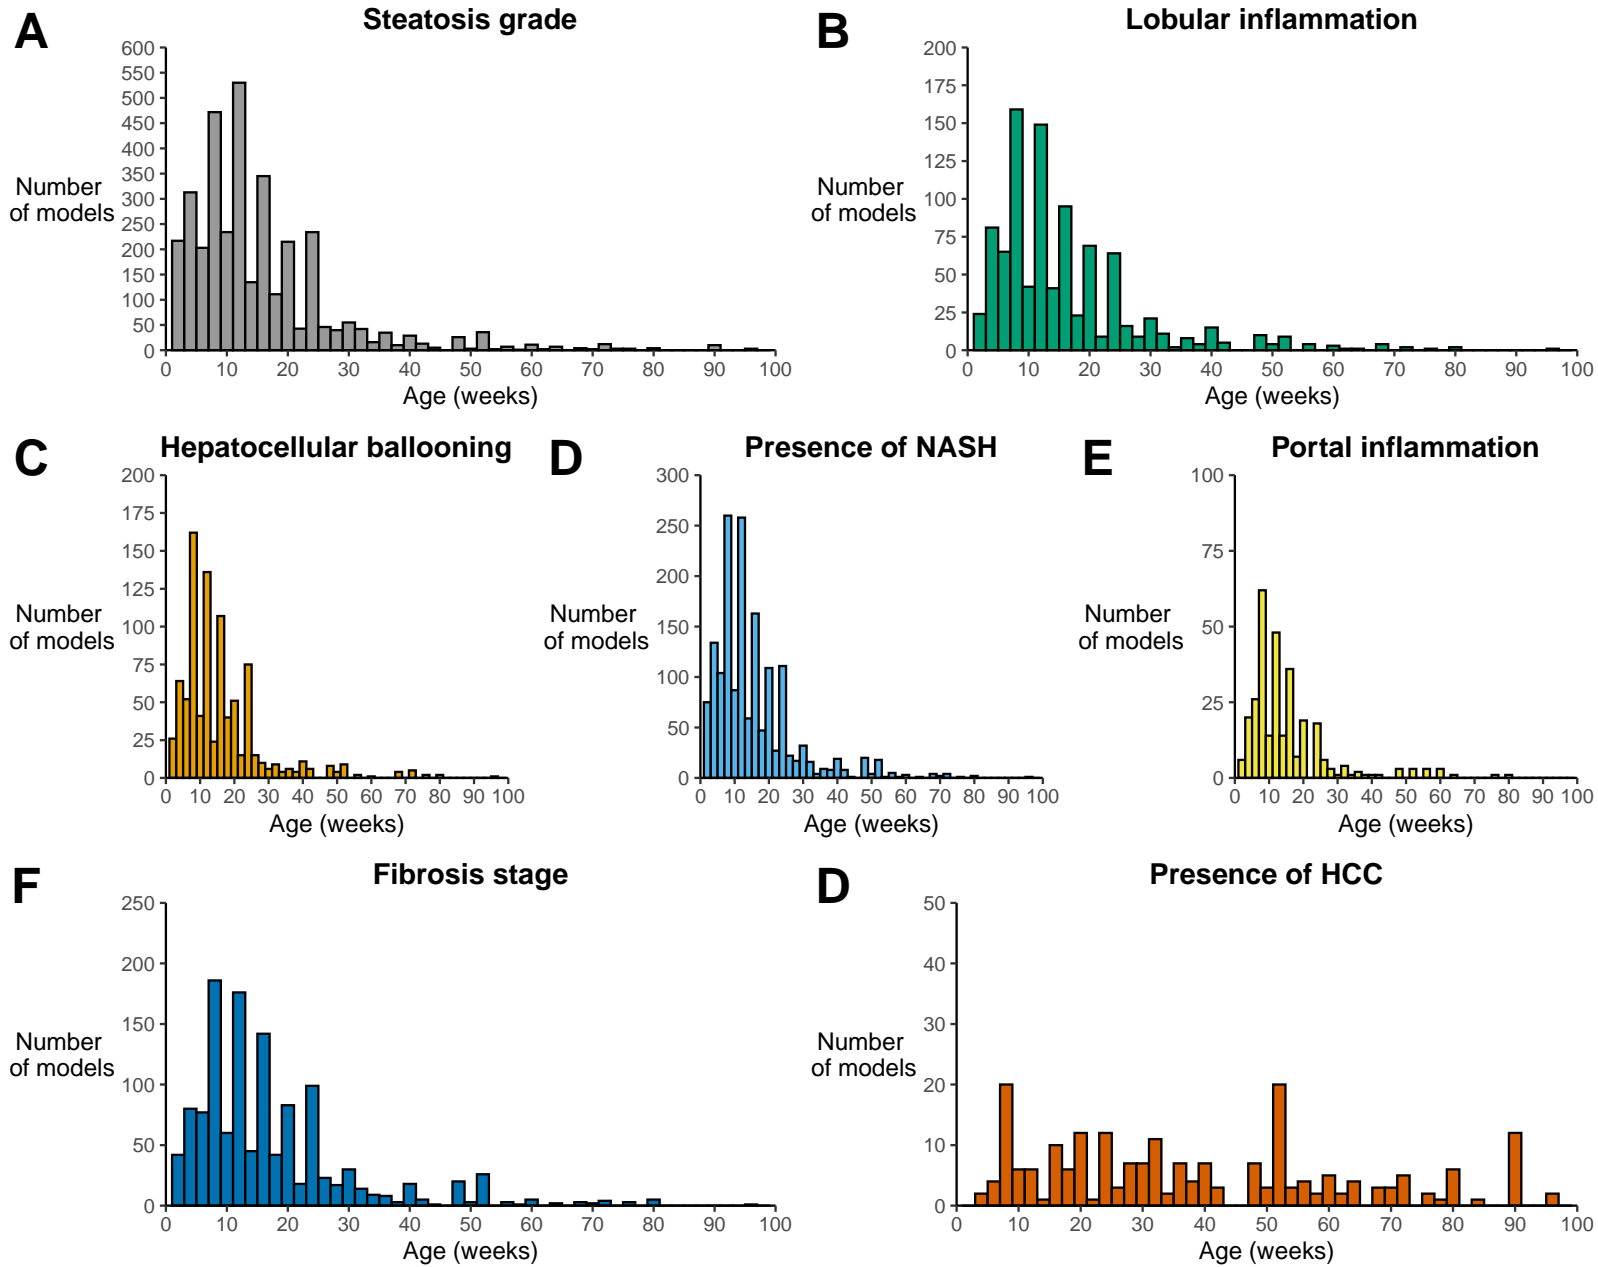 A
Steatosis grade
600
550
500
450
400
350
300
250
200
150
100
50
0
Number
of models
0 10 20 30 40 50 60 70 80 90 100
Age (weeks)
B
Lobular inflammation
200
175
150
125
100
75
50
25
0
Number
of models
0 10 20 30 40 50 60 70 80 90 100
Age (weeks)
C
Hepatocellular ballooning
200
175
150
125
100
75
50
25
0
Number
of models
0 10 20 30 40 50 60 70 80 90 100
Age (weeks)
D
Presence of NASH
300
250
200
150
100
50
0
Number
of models
0 10 20 30 40 50 60 70 80 90 100
Age (weeks)
E
Portal inflammation
100
75
50
25
0
Number
of models
0 10 20 30 40 50 60 70 80 90 100
Age (weeks)
F
Fibrosis stage
250
200
150
100
50
0
Number
of models
0 10 20 30 40 50 60 70 80 90 100
Age (weeks)
D
Presence of HCC
50
40
30
20
10
0
Number
of models
0 10 20 30 40 50 60 70 80 90 100
Age (weeks)